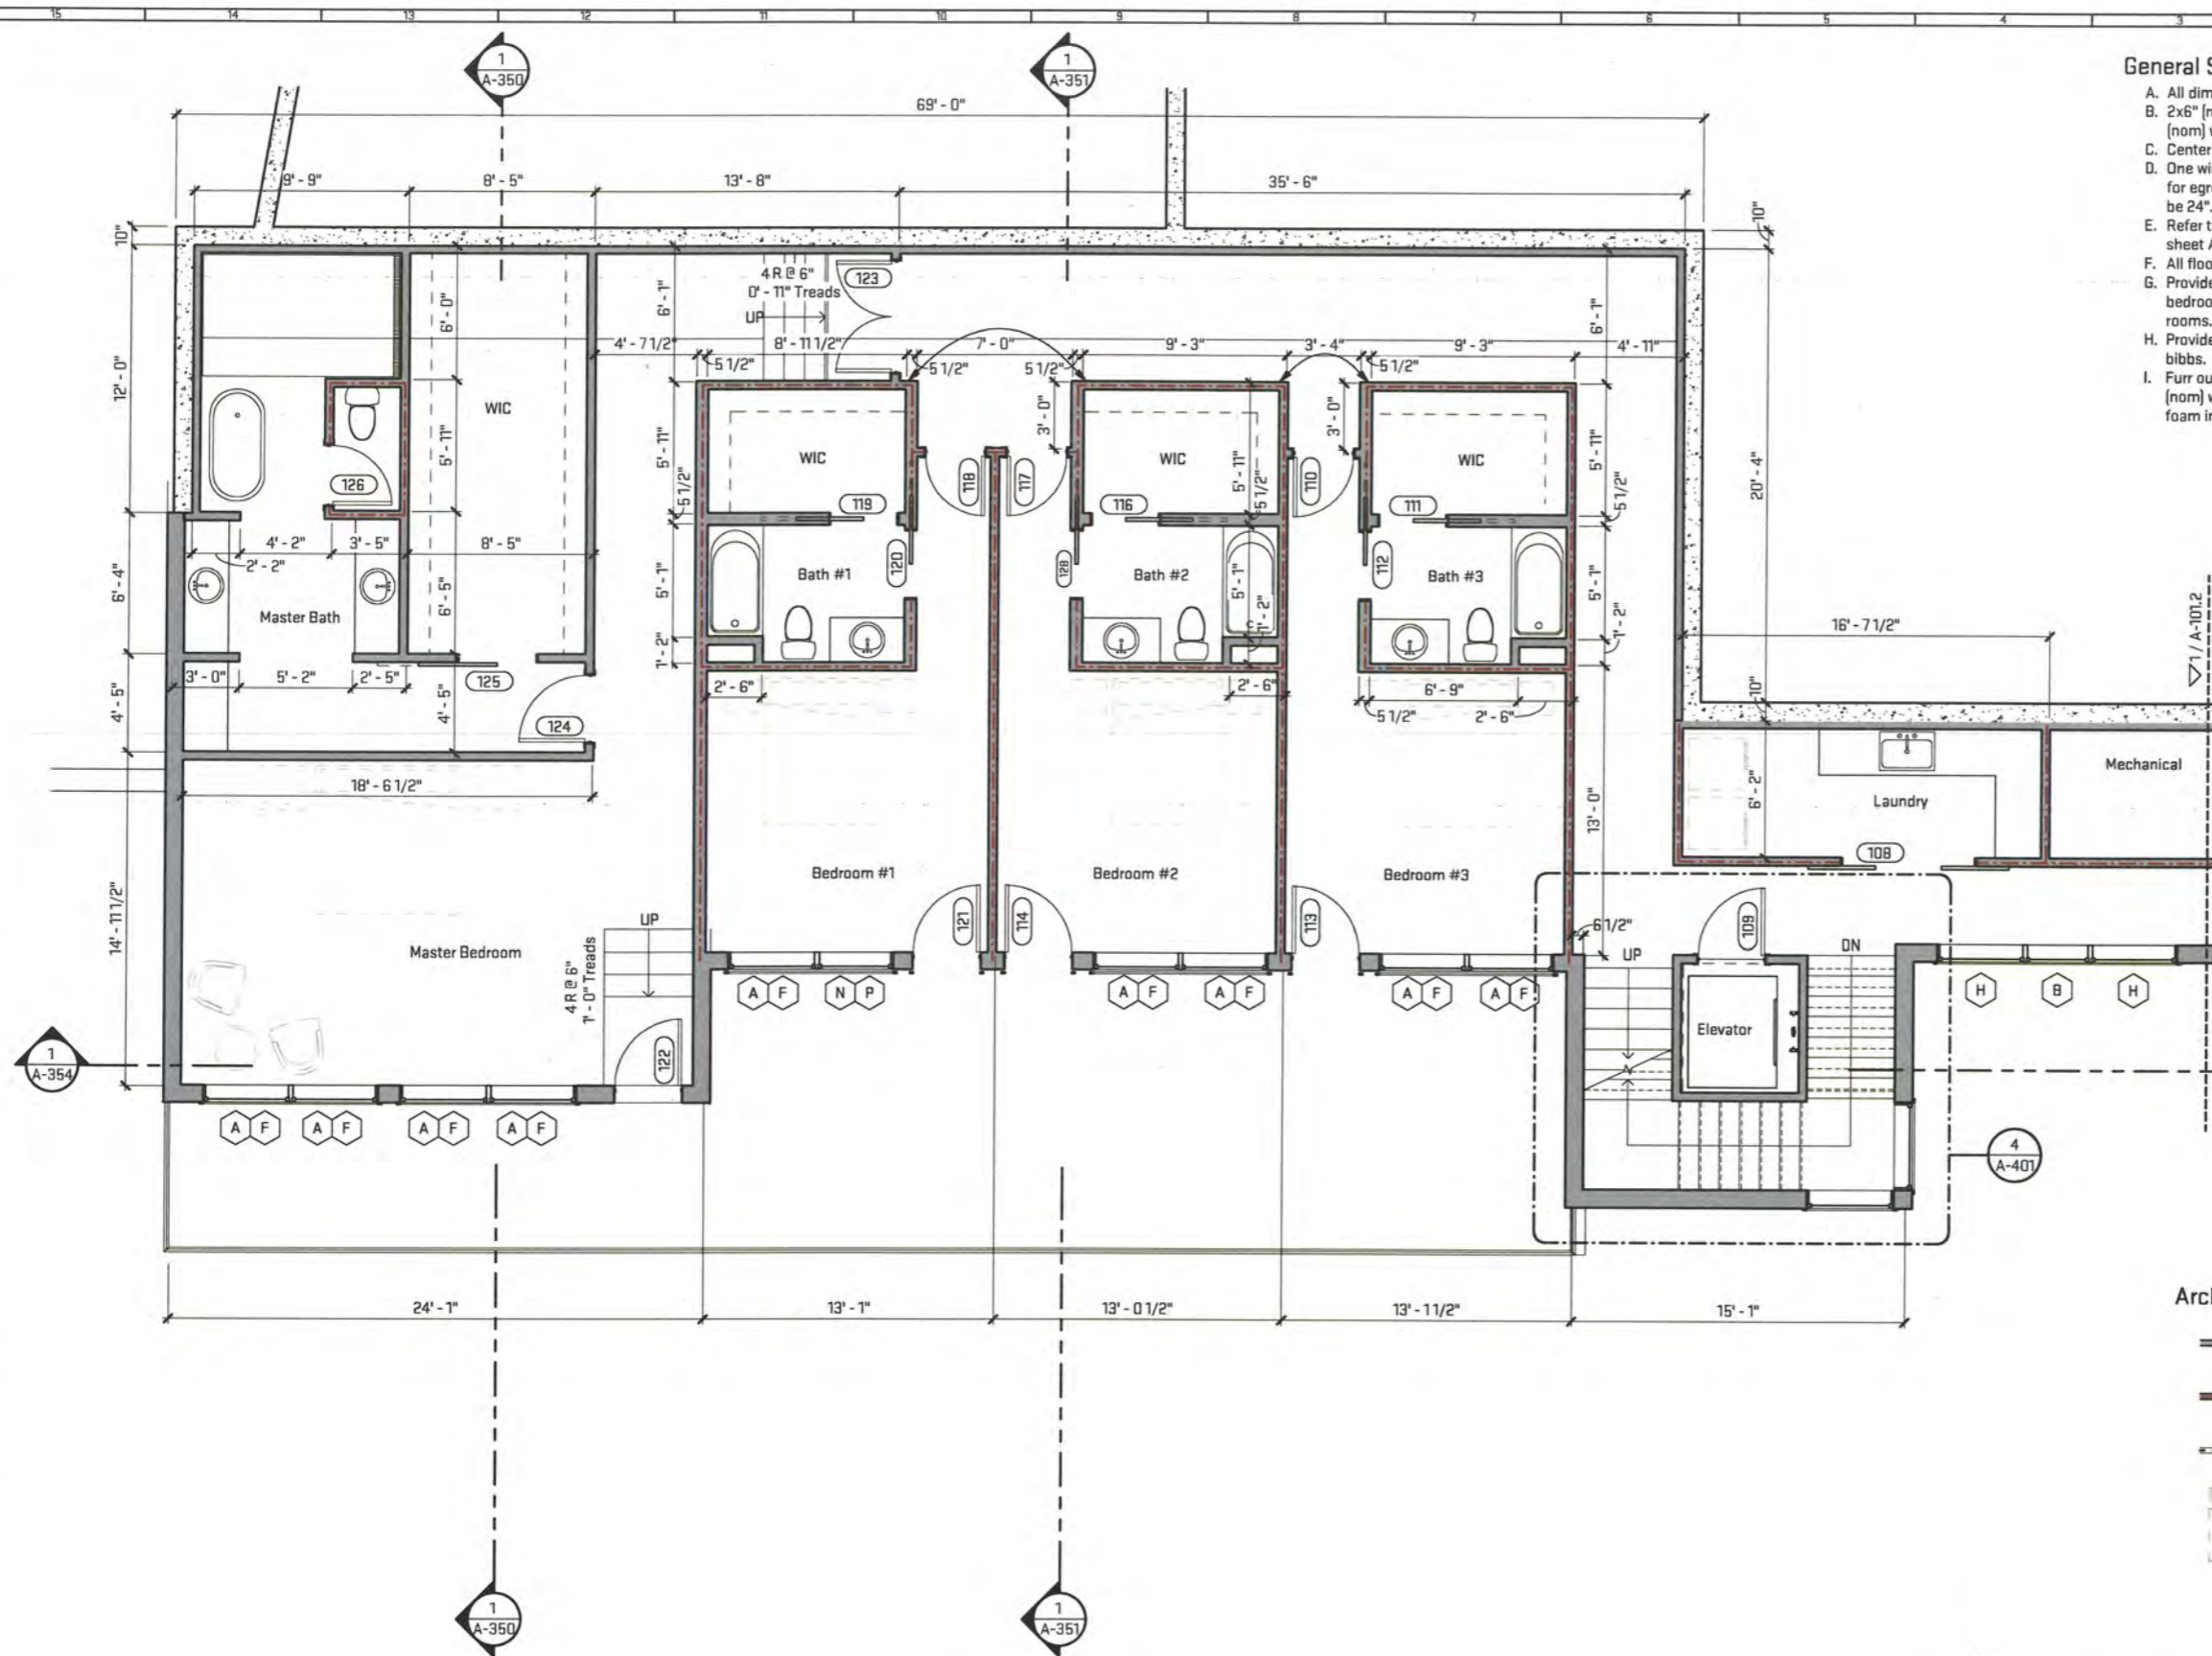 15 14 13 12 11 10 9 8 7 6 5 4 3
1
A-350
1
A-351
General
A. All dim
B. 2x6"
(nom)
C. Center
D. One
for
be 24".
E. Refer
sheet
F. All
G. Provide
rooms.
H. Provide
bibbs.
I. Furr
(nom)
foam
69' - 0"
9' - 9" 8' - 5" 13' - 8" 35' - 6"
10" 10"
4 R @ 6"
0' - 11" Treads
UP
123
12' - 0" 6' - 0" 6' - 1" 6' - 1"
4' - 7 1/2" 8' - 11 1/2" 7' - 0" 9' - 3" 3' - 4" 9' - 3" 4' - 11"
5 1/2" 5 1/2" 5 1/2" 5 1/2"
3' - 0" 3' - 0"
WIC
5' - 11" 5' - 11" 5' - 11" 5' - 11"
WIC WIC WIC
126 118 117 110
5 1/2" 5 1/2" 5 1/2"
20' - 4"
119 116 111
4' - 2" 3' - 5" 8' - 5"
2' - 2"
120 128 112
6' - 4" 6' - 5" 5' - 1" 5' - 1" 5' - 1"
Bath #1 Bath #2 Bath #3
Master Bath
1' - 2" 1' - 2" 1' - 2"
16' - 7 1/2"
1 / A-101.2
3' - 0" 5' - 2" 2' - 5"
125
2' - 6" 2' - 6" 6' - 9"
5 1/2" 2' - 6"
10"
4' - 5" 4' - 5"
124
18' - 6 1/2"
Mechanical
6' - 2"
Laundry
13' - 0"
108
Bedroom #1 Bedroom #2 Bedroom #3
14' - 11 1/2"
121 114 113 109
6 1/2"
UP
UP DN
Master Bedroom
4 R @ 6"
1' - 0" Treads
A F N P A F A F A F A F H B H
Elevator
1
A-354
122
A F A F A F A F
4
A-401
24' - 1" 13' - 1" 13' - 0 1/2" 13' - 1 1/2" 15' - 1"
1
A-350
1
A-351